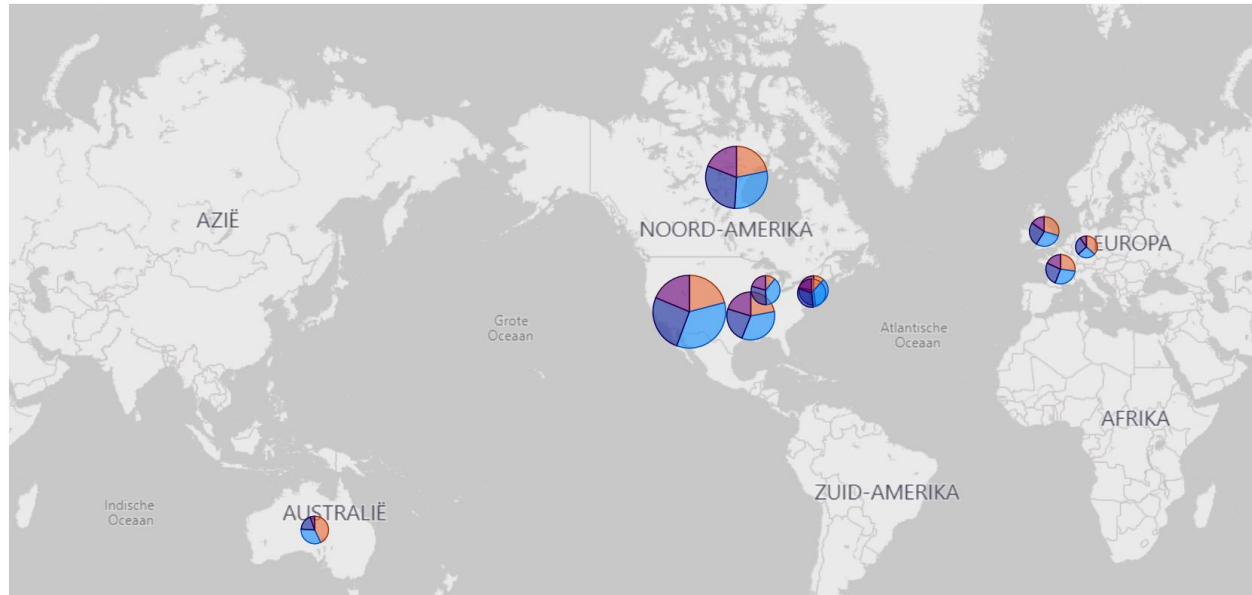 AZIË
NOORD-AMERIKA
EUROPA
Grote
Oceaan
Atlantische
Oceaan
AFRIKA
Indische
Oceaan
AUSTRALIË
ZUID-AMERIKA